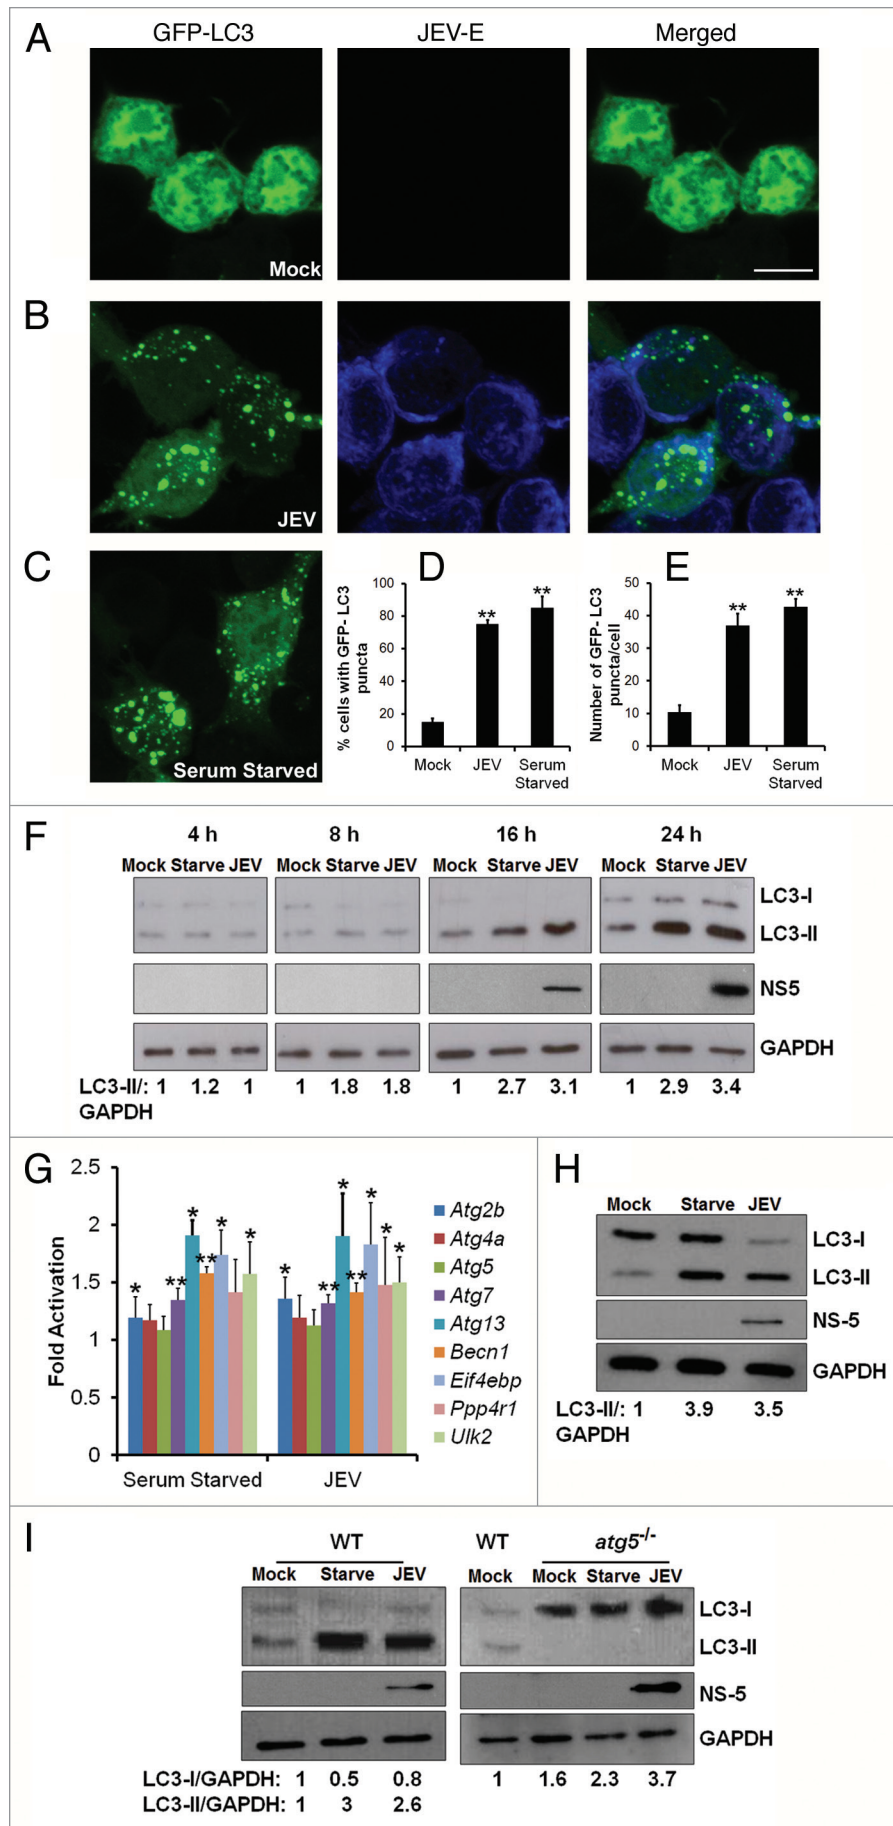 A
GFP-LC3 JEV-E Merged
Mock
B
JEV
C
Serum Starved
D
% cells with GFP- LC3
puncta
100
80
60
40
20
0
** **
Mock JEV Serum
Starved
E
Number of GFP- LC3
puncta/cell
50
40
30
20
10
0
** **
Mock JEV Serum
Starved
F
4 h 8 h 16 h 24 h
Mock Starve JEV Mock Starve JEV Mock Starve JEV Mock Starve JEV
LC3-I
LC3-II
NS5
GAPDH
LC3-II/: 1 1.2 1 1 1.8 1.8 1 2.7 3.1 1 2.9 3.4
GAPDH
G
Fold Activation
2.5
2
1.5
1
0.5
0
* ** * ** * *
* ** * ** * * *
Serum Starved JEV
Atg2b
Atg4a
Atg5
Atg7
Atg13
Becn1
Eif4ebp
Ppp4r1
Ulk2
H
Mock Starve JEV
LC3-I
LC3-II
NS-5
GAPDH
LC3-II/: 1 3.9 3.5
GAPDH
I
WT WT atg5-/-
Mock Starve JEV Mock Mock Starve JEV
LC3-I
LC3-II
NS-5
GAPDH
LC3-I/GAPDH: 1 0.5 0.8 1 1.6 2.3 3.7
LC3-II/GAPDH: 1 3 2.6